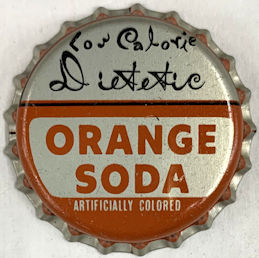 Low Calorie
Dietetic
ORANGE
SODA
ARTIFICIALLY COLORED